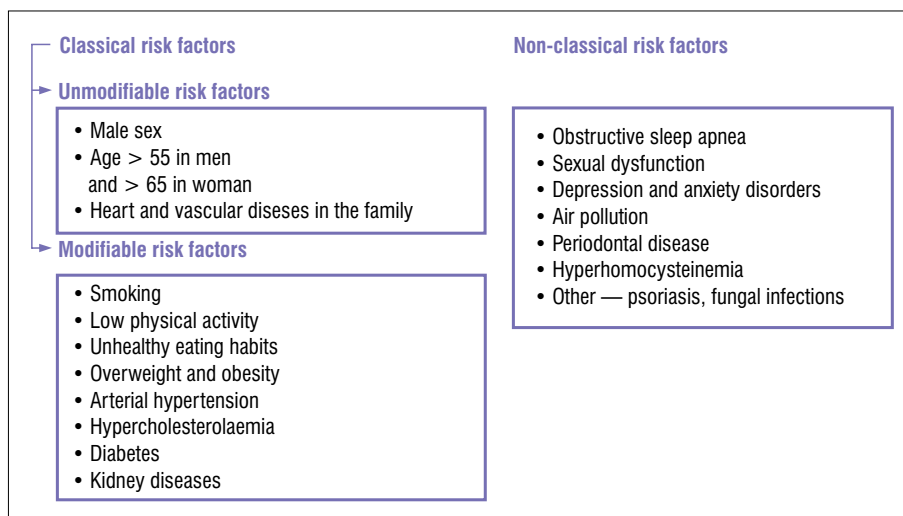 Classical risk factors
Unmodifiable risk factors
• Male sex
• Age > 55 in men
and > 65 in woman
• Heart and vascular diseses in the family
Modifiable risk factors
• Smoking
• Low physical activity
• Unhealthy eating habits
• Overweight and obesity
• Arterial hypertension
• Hypercholesterolaemia
• Diabetes
• Kidney diseases
Non-classical risk factors
• Obstructive sleep apnea
• Sexual dysfunction
• Depression and anxiety disorders
• Air pollution
• Periodontal disease
• Hyperhomocysteinemia
• Other — psoriasis, fungal infections